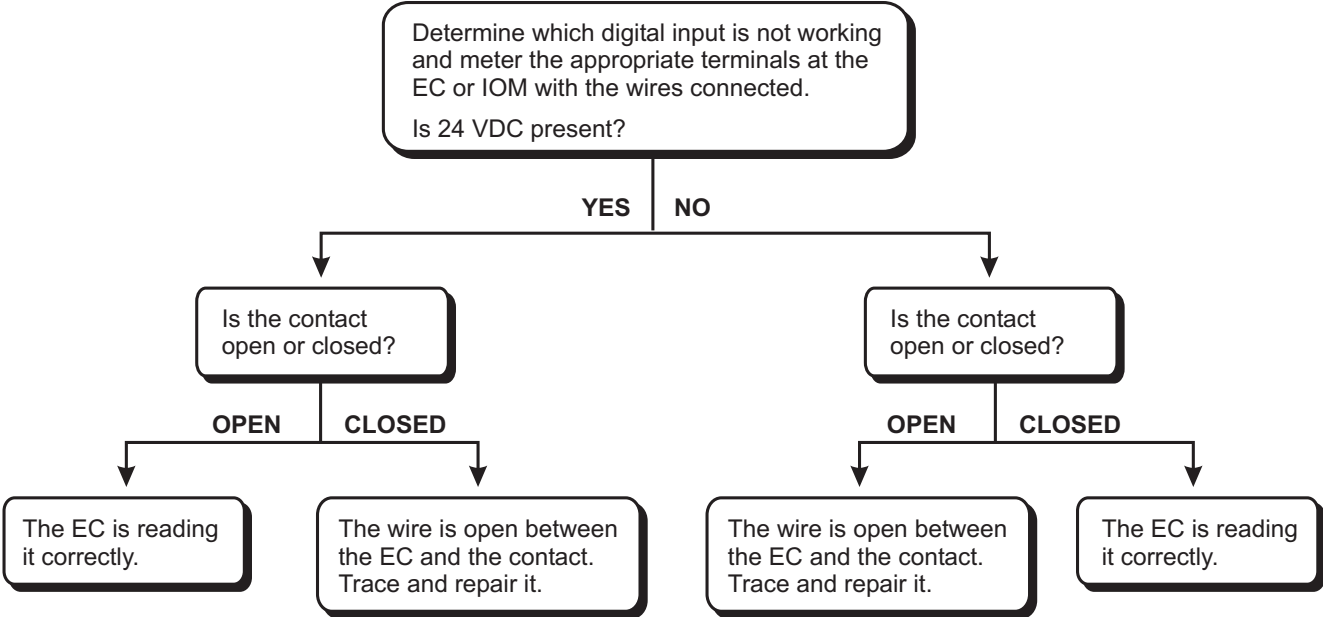 Determine which digital input is not working
and meter the appropriate terminals at the
EC or IOM with the wires connected.
Is 24 VDC present?
YES
NO
Is the contact
open or closed?
Is the contact
open or closed?
OPEN
CLOSED
OPEN
CLOSED
The EC is reading
it correctly.
The wire is open between
the EC and the contact.
Trace and repair it.
The wire is open between
the EC and the contact.
Trace and repair it.
The EC is reading
it correctly.